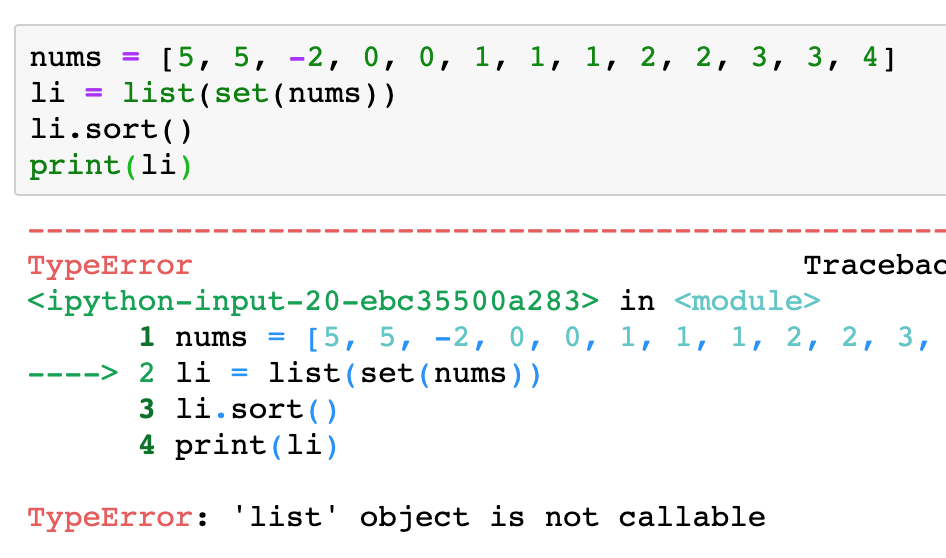 nums = [5, 5, -2, 0, 0, 1, 1, 1, 2, 2, 3, 3, 4]
li = list(set(nums))
li.sort()
print(li)
--------------------------------------------------
TypeError Tracebac
<ipython-input-20-ebc35500a283> in <module>
1 nums = [5, 5, -2, 0, 0, 1, 1, 1, 2, 2, 3,
----> 2 li = list(set(nums))
3 li.sort()
4 print(li)
TypeError: 'list' object is not callable